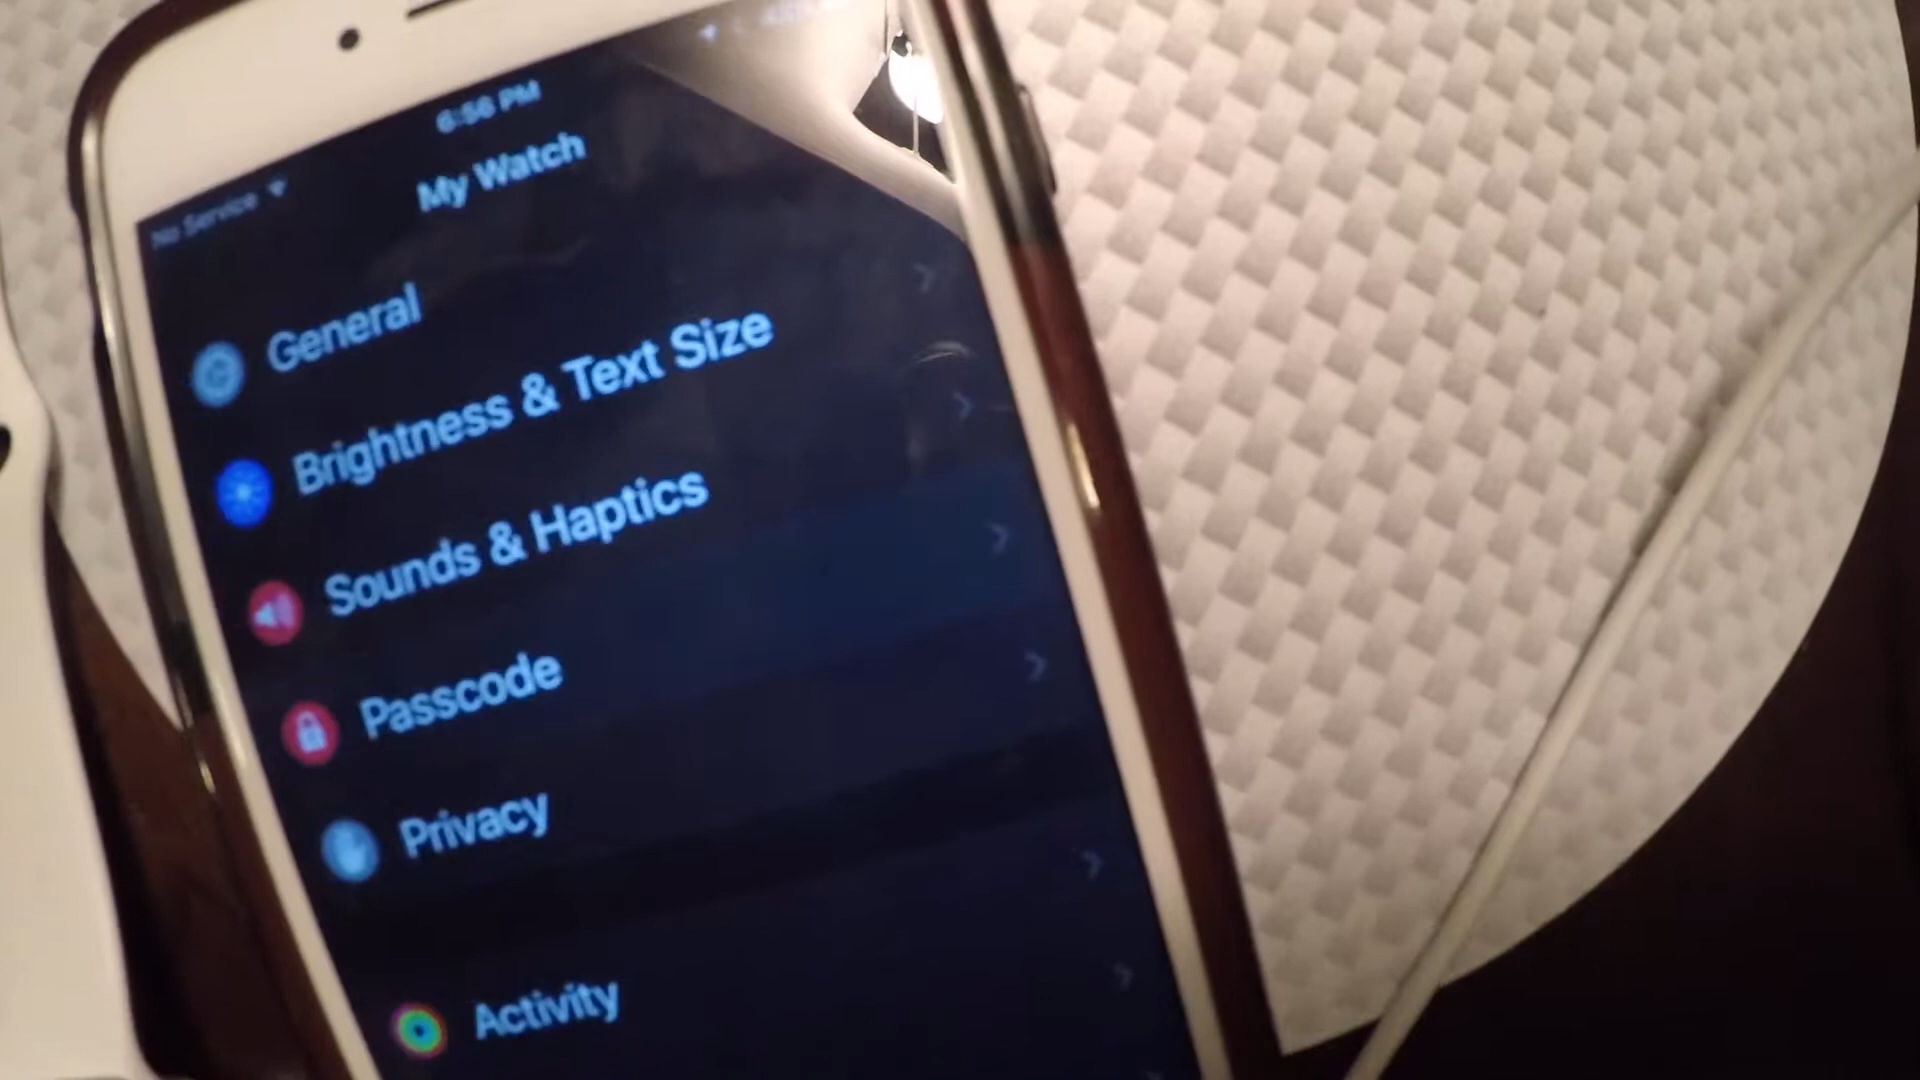 No Service
6:56 PM
My Watch
General
Brightness & Text Size
Sounds & Haptics
Passcode
Privacy
Activity